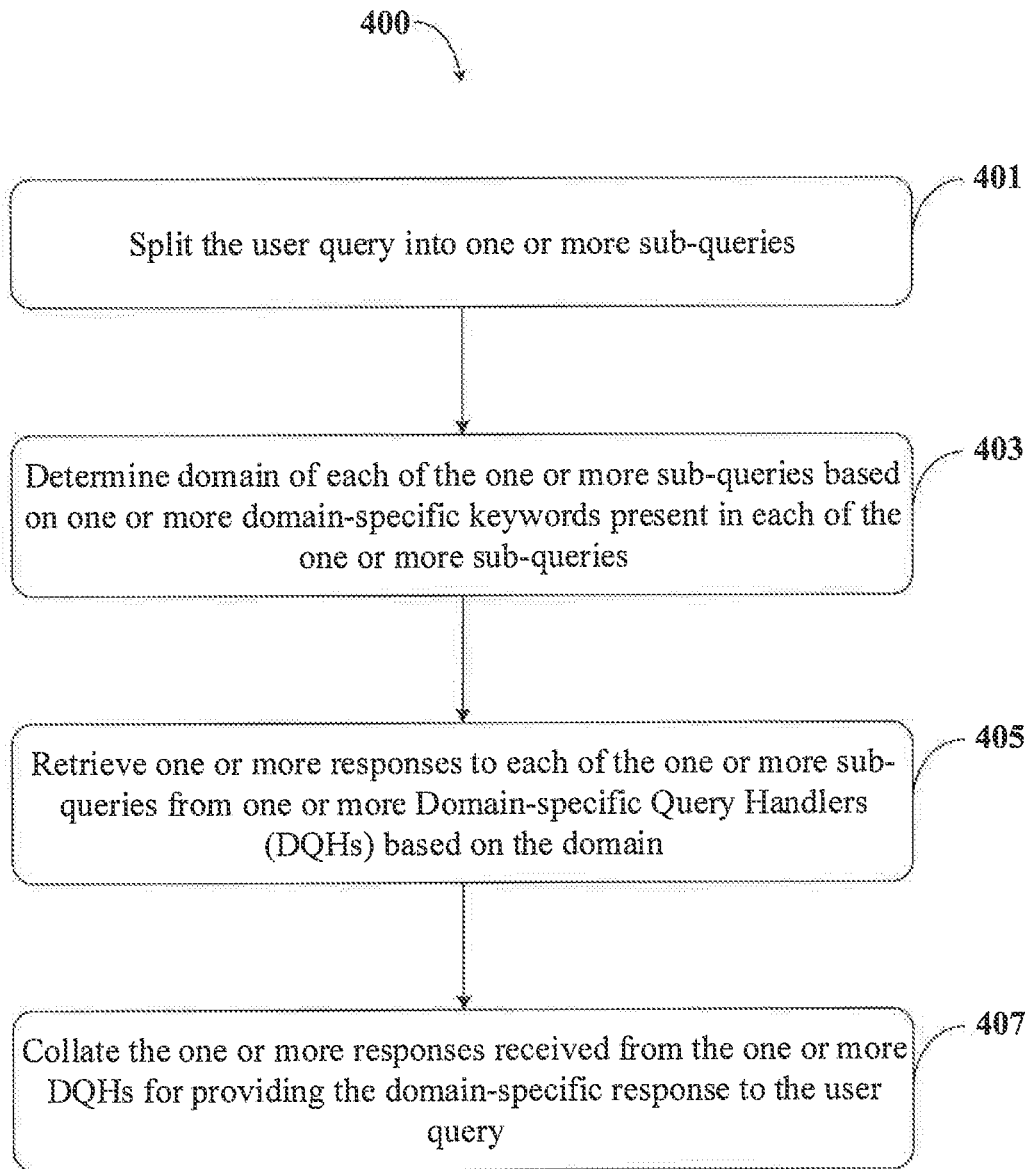 400
401
Split the user query into one or more sub-queries
403
Determine domain of each of the one or more sub-queries based
on one or more domain-specific keywords present in each of the
one or more sub-queries
405
Retrieve one or more responses to each of the one or more sub-
queries from one or more Domain-specific Query Handlers
(DQHs) based on the domain
407
Collate the one or more responses received from the one or more
DQHs for providing the domain-specific response to the user
query